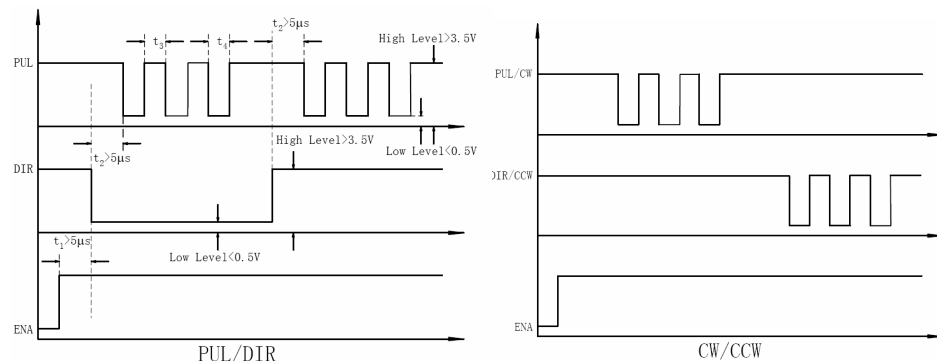 t2>5μs
t3
t4
High Level>3.5V
PUL
t2>5μs
High Level>3.5V
Low Level<0.5V
DIR
t1>5μs
Low Level<0.5V
ENA
PUL/DIR
PUL/CW
DIR/CCW
ENA
CW/CCW